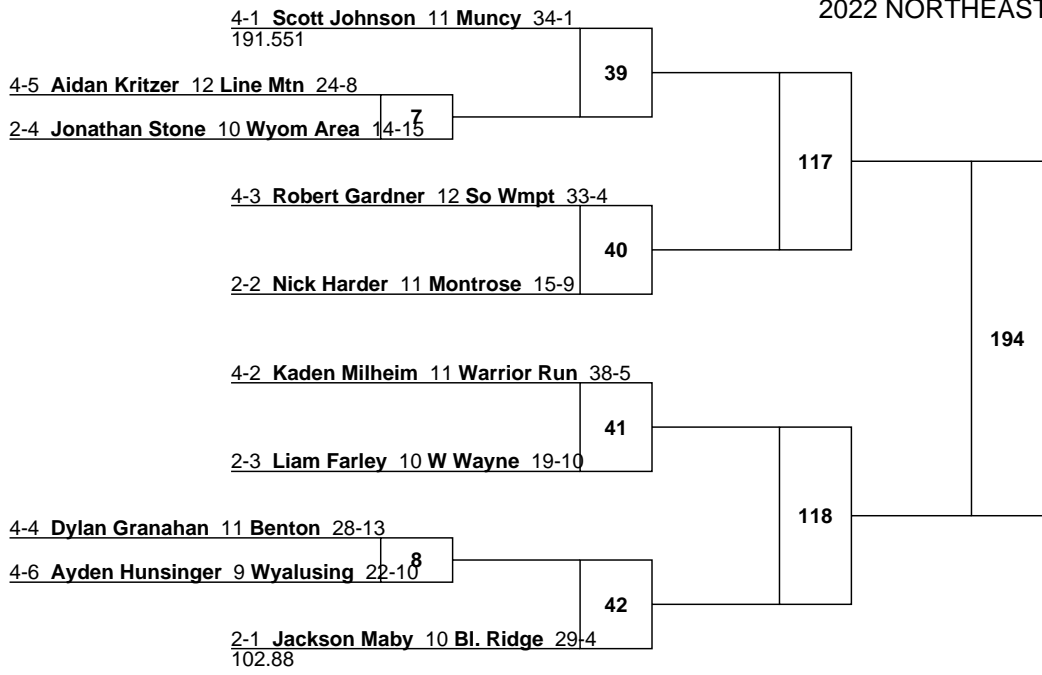 2022 NORTHEAST
4-1 Scott Johnson 11 Muncy 34-1
191.551
39
4-5 Aidan Kritzer 12 Line Mtn 24-8
7
2-4 Jonathan Stone 10 Wyom Area 14-15
117
4-3 Robert Gardner 12 So Wmpt 33-4
40
2-2 Nick Harder 11 Montrose 15-9
194
4-2 Kaden Milheim 11 Warrior Run 38-5
41
2-3 Liam Farley 10 W Wayne 19-10
118
4-4 Dylan Granahan 11 Benton 28-13
8
4-6 Ayden Hunsinger 9 Wyalusing 22-10
42
2-1 Jackson Maby 10 Bl. Ridge 29-4
102.88